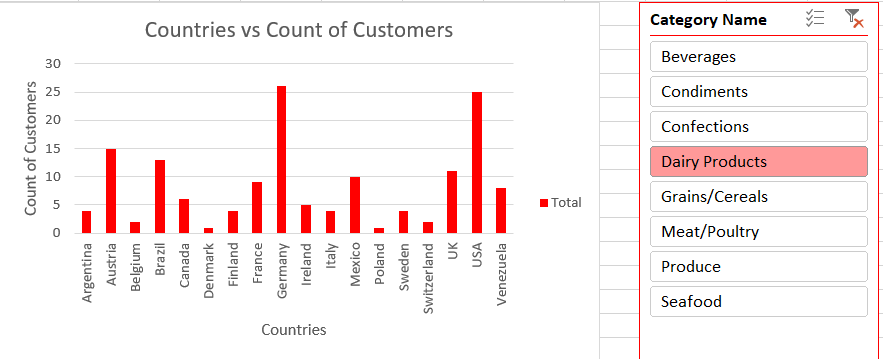 Countries vs Count of Customers
30
25
20
15
10
5
0
Count of Customers
Argentina
Austria
Belgium
Brazil
Canada
Denmark
Finland
France
Germany
Ireland
Italy
Mexico
Poland
Sweden
Switzerland
UK
USA
Venezuela
Countries
Total
Category Name
Beverages
Condiments
Confections
Dairy Products
Grains/Cereals
Meat/Poultry
Produce
Seafood